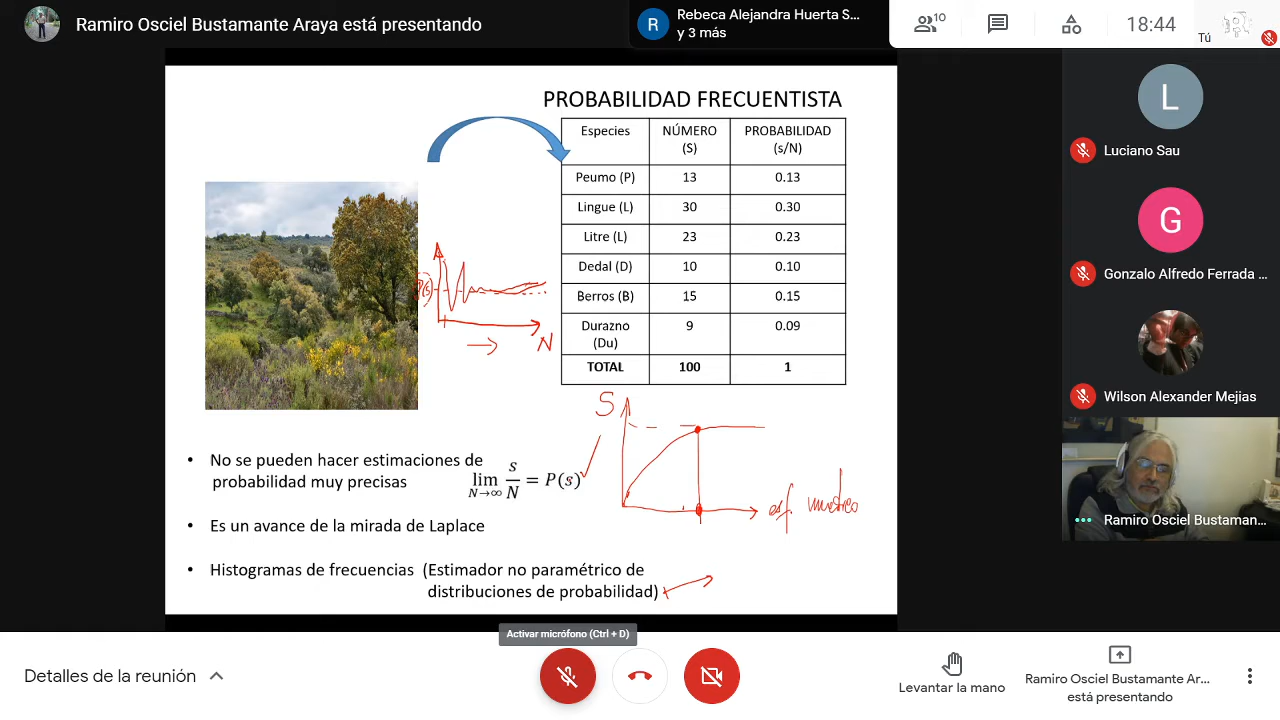 Ramiro Osciel Bustamante Araya está presentando
R
Rebeca Alejandra Huerta S...
y 3 más
10
18:44
Tú
PROBABILIDAD FRECUENTISTA
Especies NÚMERO (S) PROBABILIDAD (s/N)
Peumo (P) 13 0.13
Lingue (L) 30 0.30
Litre (L) 23 0.23
Dedal (D) 10 0.10
Berros (B) 15 0.15
Durazno (Du) 9 0.09
TOTAL 100 1
N
S
esf.
• No se pueden hacer estimaciones de
probabilidad muy precisas
lim N→∞ s/N = P(s)
• Es un avance de la mirada de Laplace
• Histogramas de frecuencias (Estimador no paramétrico de
distribuciones de probabilidad)
L
Luciano Sau
G
Gonzalo Alfredo Ferrada ...
Wilson Alexander Mejias
Ramiro Osciel Bustaman...
Activar micrófono (Ctrl + D)
Detalles de la reunión
Levantar la mano
Ramiro Osciel Bustamante Ar...
está presentando